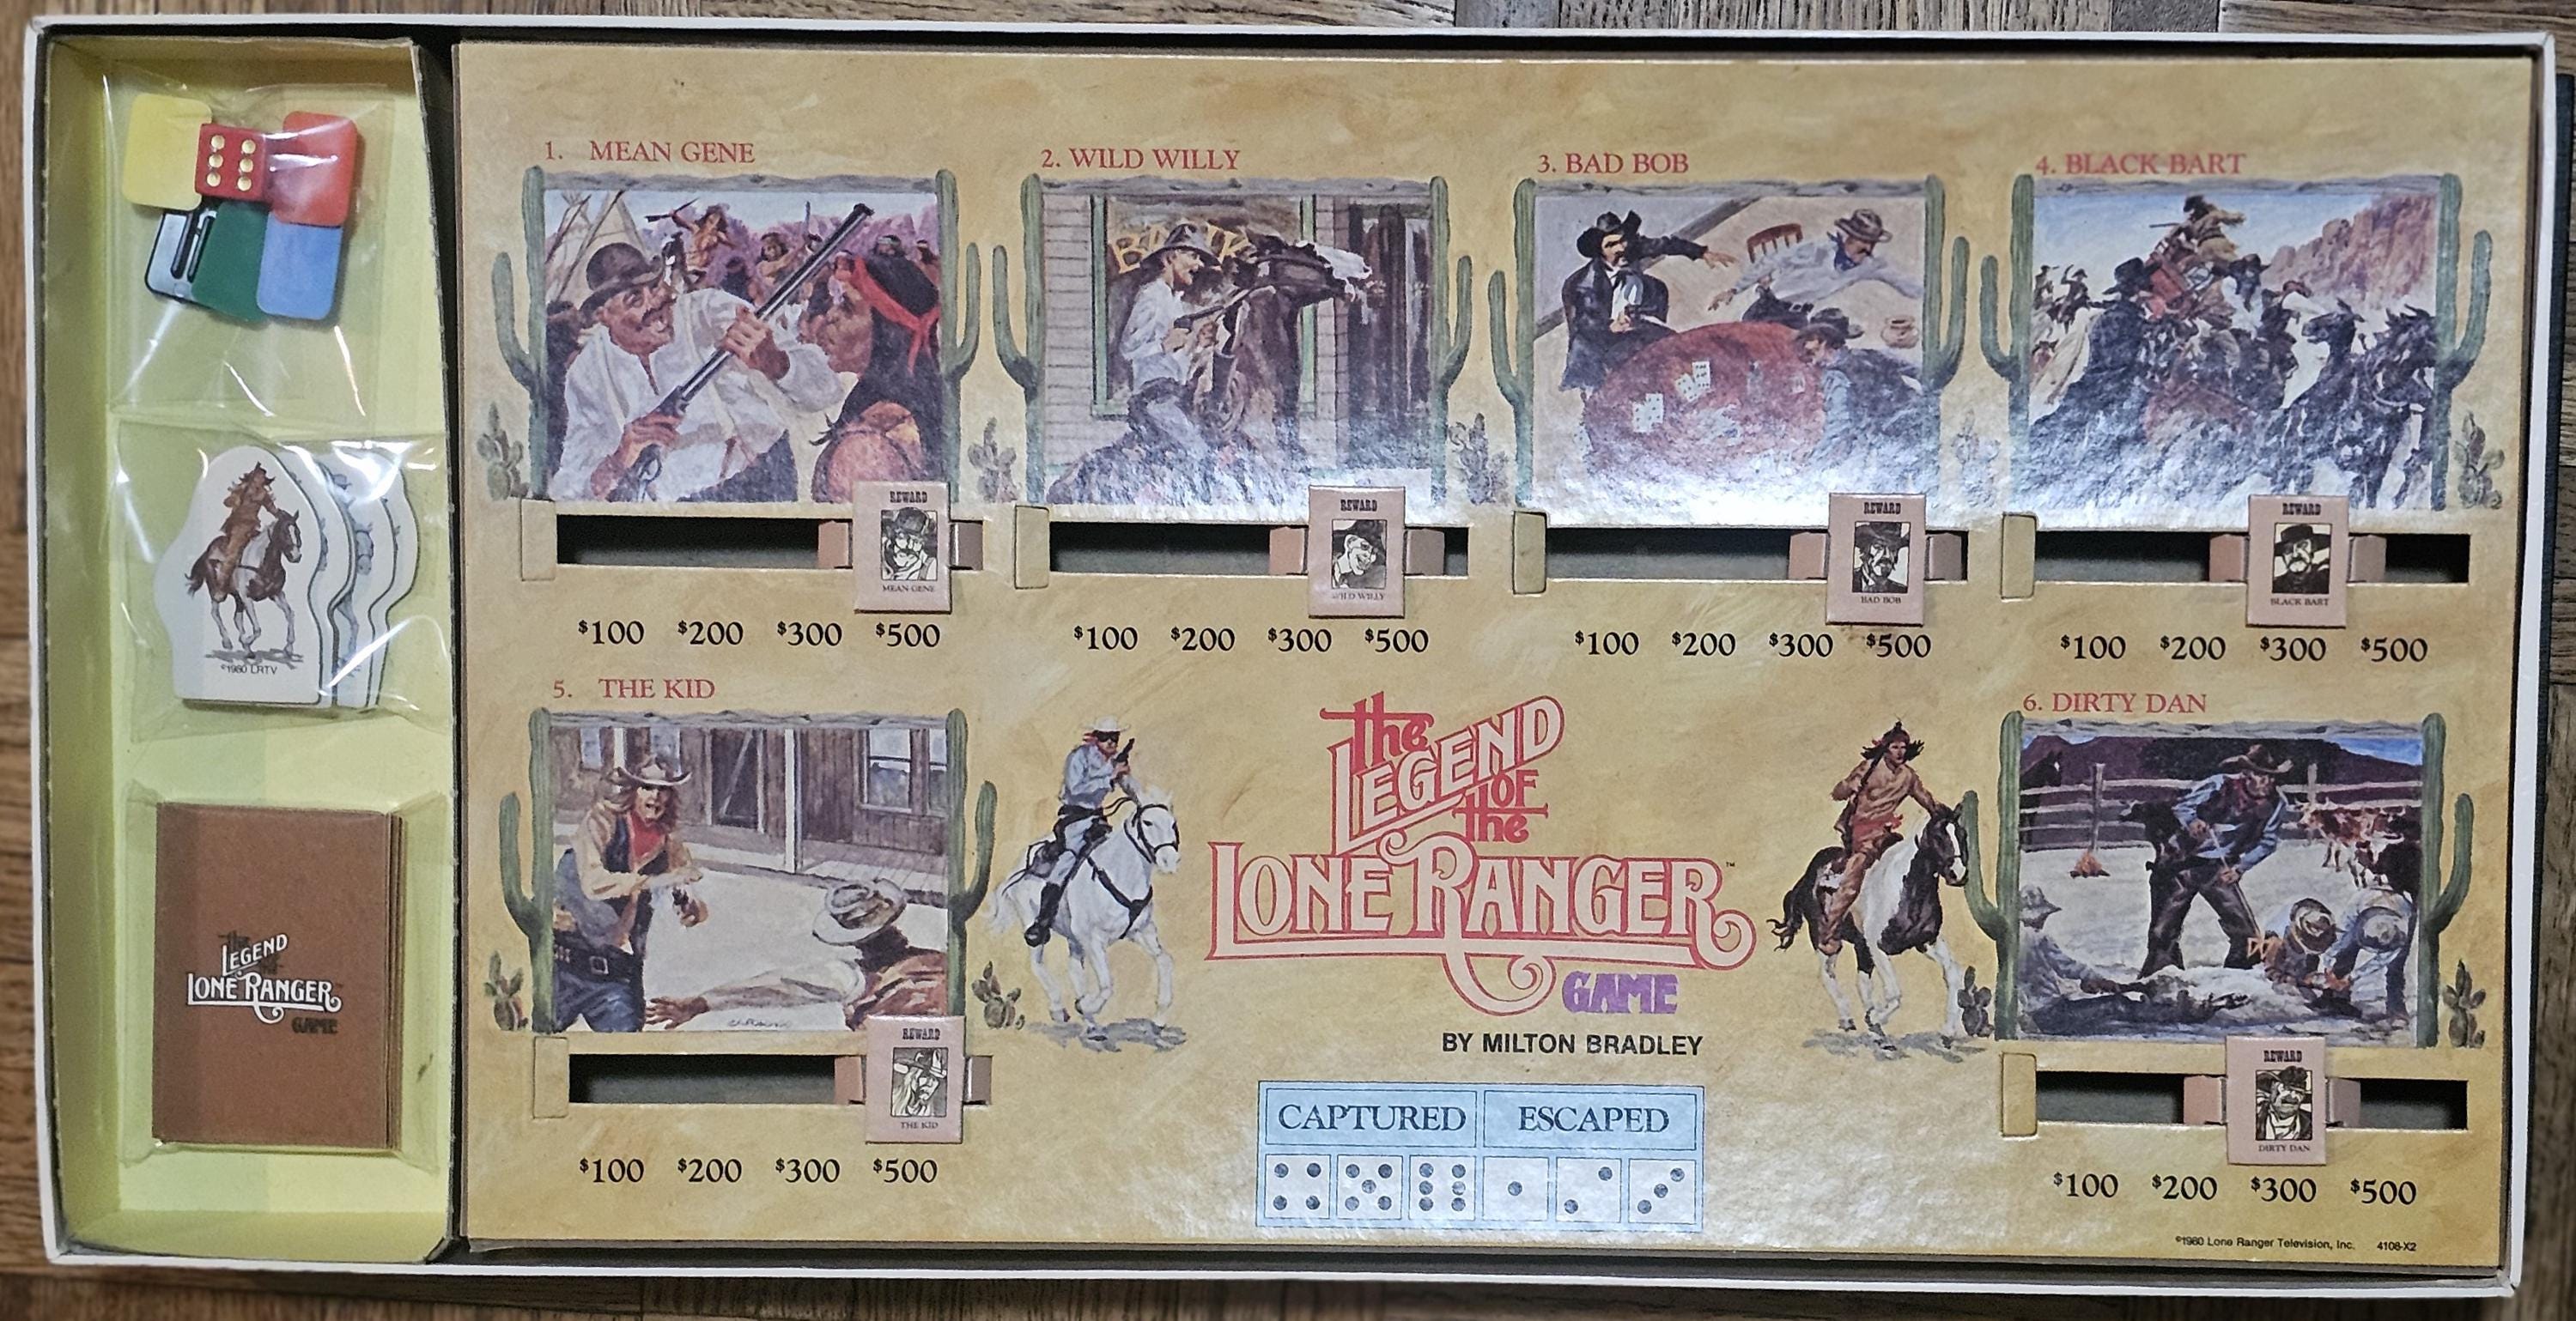 1. MEAN GENE
2. WILD WILLY
3. BAD BOB
4. BLACK BART
BANK
REWARD
MEAN GENE
REWARD
WILD WILLY
REWARD
BAD BOB
REWARD
BLACK BART
$100 $200 $300 $500
$100 $200 $300 $500
$100 $200 $300 $500
$100 $200 $300 $500
©1980 LRTV
5. THE KID
6. DIRTY DAN
the
LEGEND
OF
the
LONE RANGER™
GAME
BY MILTON BRADLEY
REWARD
THE KID
REWARD
DIRTY DAN
$100 $200 $300 $500
$100 $200 $300 $500
CAPTURED ESCAPED
©1980 Lone Ranger Television, Inc. 4108-X2
the
LEGEND
OF the
LONE RANGER
GAME